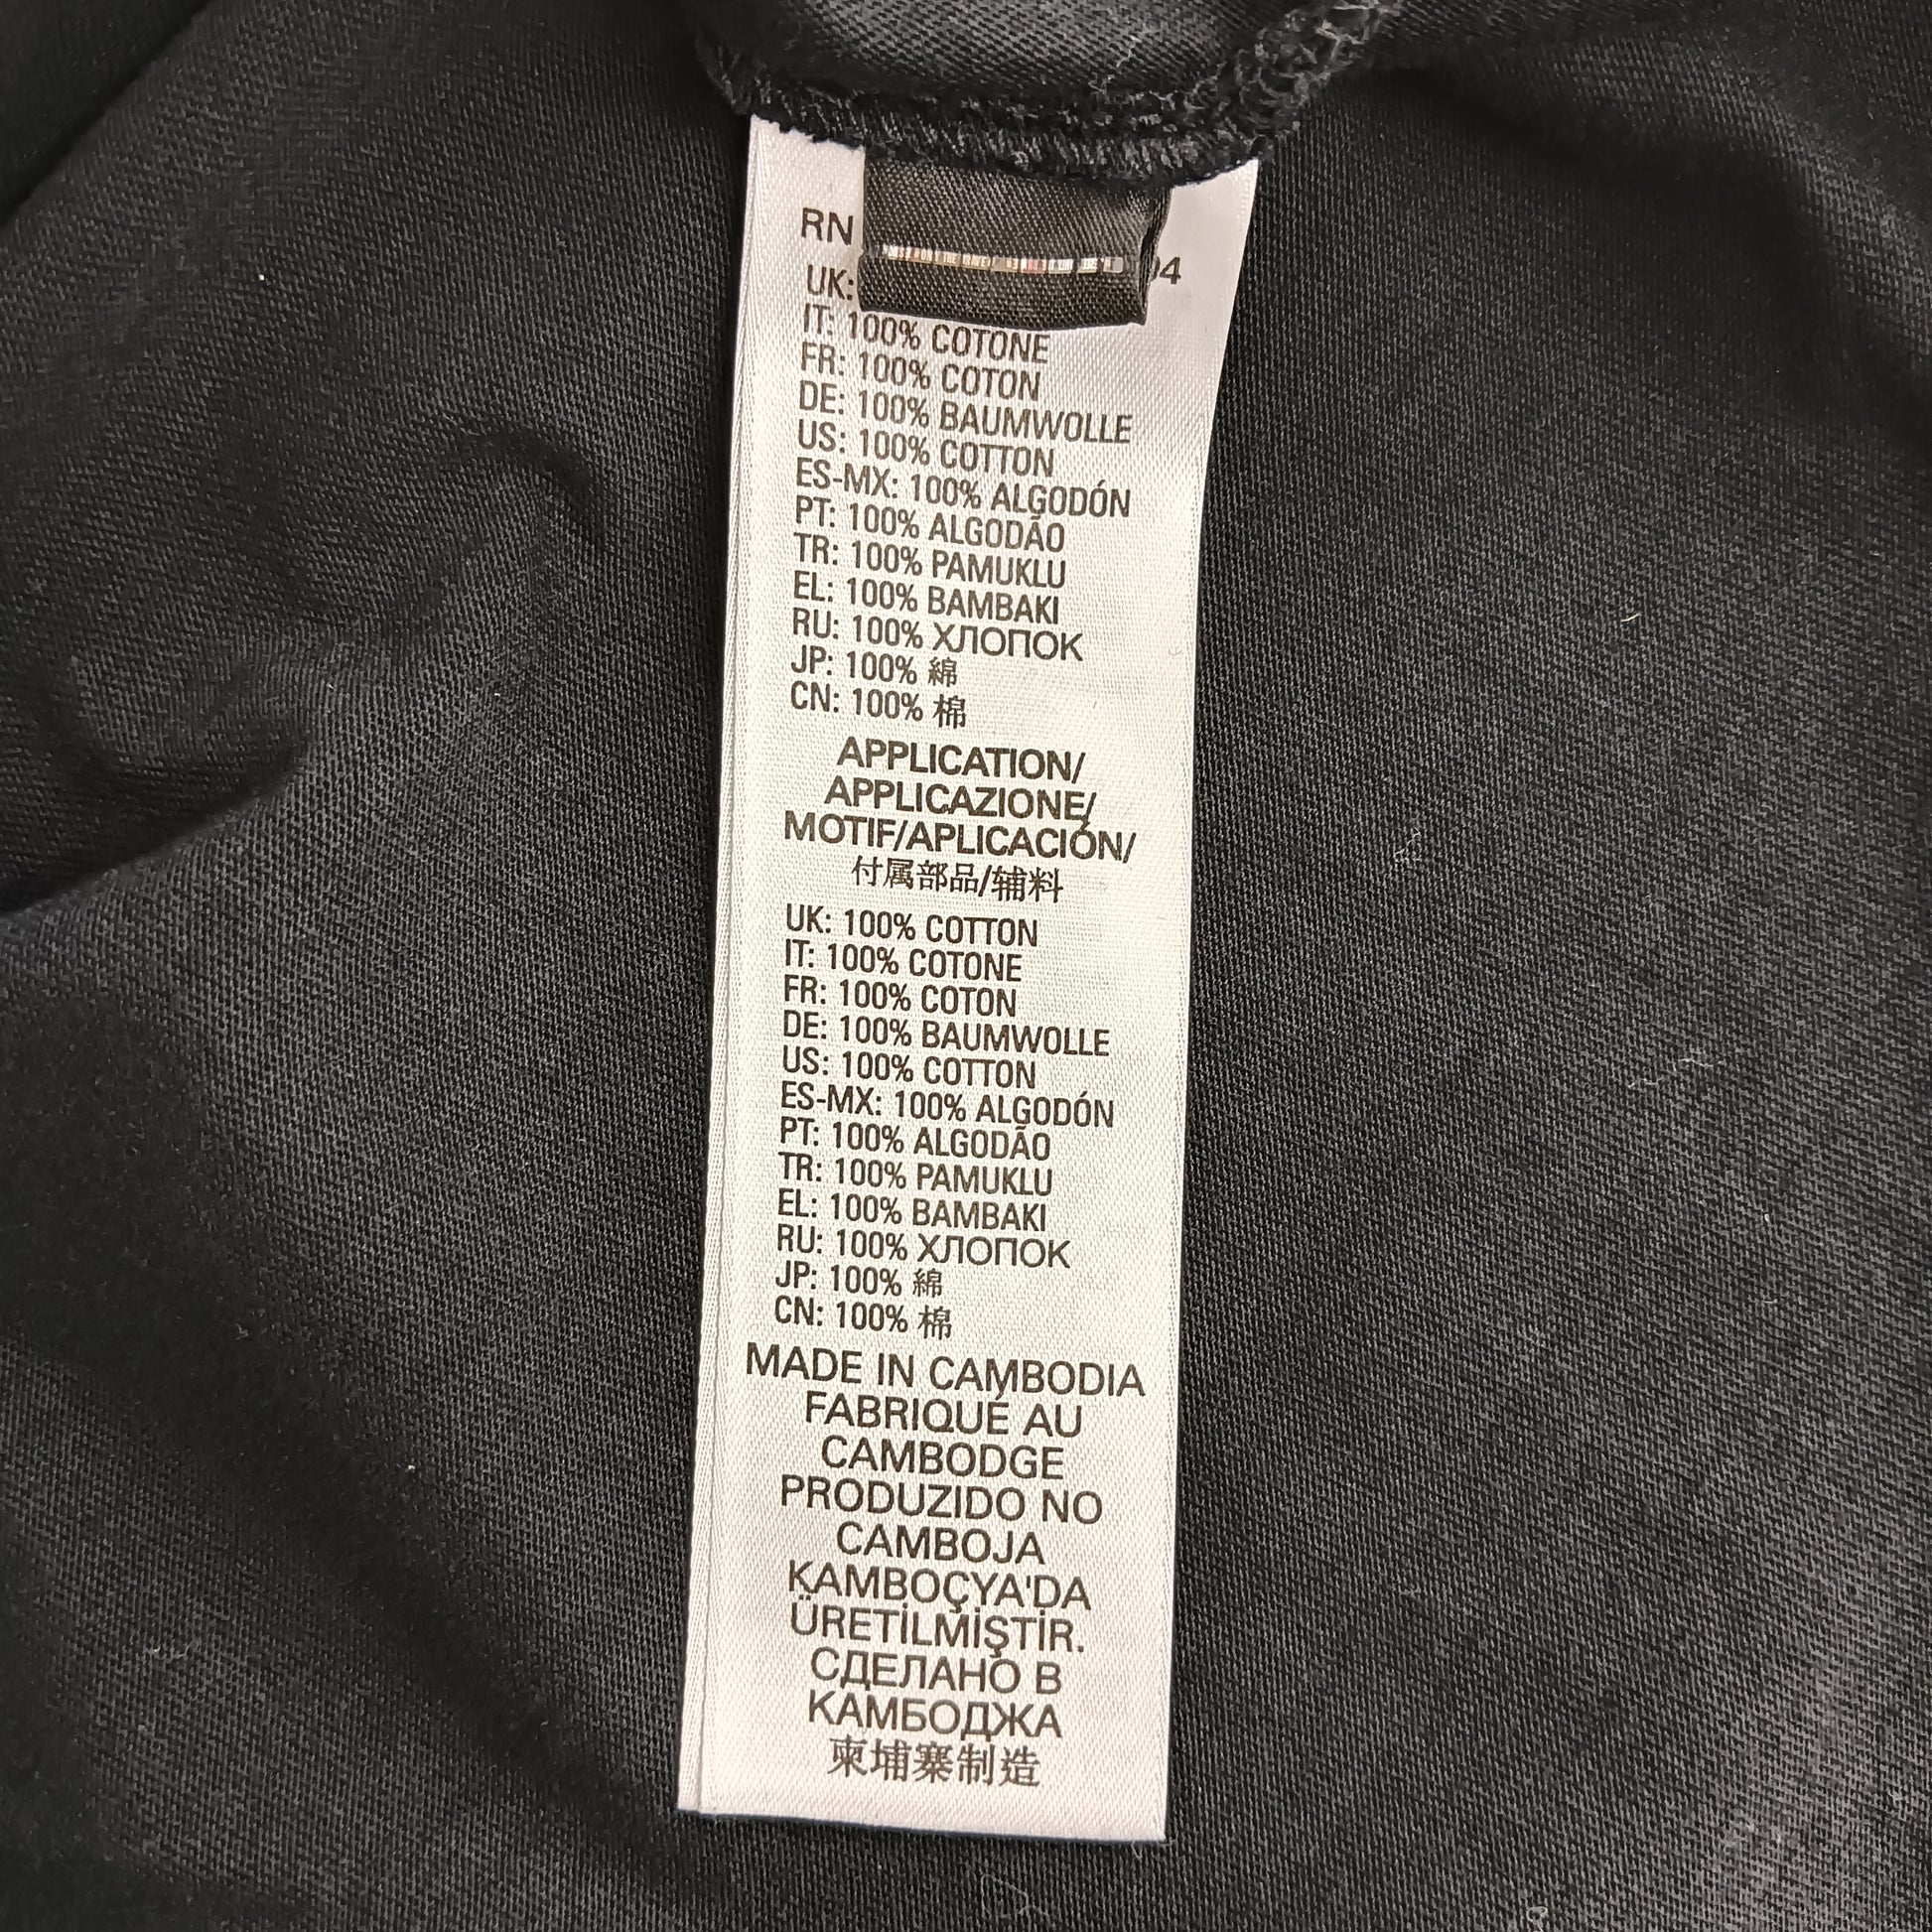 RN
94
UK:
IT: 100% COTONE
FR: 100% COTON
DE: 100% BAUMWOLLE
US: 100% COTTON
ES-MX: 100% ALGODÓN
PT: 100% ALGODÃO
TR: 100% PAMUKLU
EL: 100% BAMBAKI
RU: 100% ХЛОПОК
JP: 100% 綿
CN: 100% 棉
APPLICATION/
APPLICAZIONE/
MOTIF/APLICACIÓN/
付属部品/辅料
UK: 100% COTTON
IT: 100% COTONE
FR: 100% COTON
DE: 100% BAUMWOLLE
US: 100% COTTON
ES-MX: 100% ALGODÓN
PT: 100% ALGODÃO
TR: 100% PAMUKLU
EL: 100% BAMBAKI
RU: 100% ХЛОПОК
JP: 100% 綿
CN: 100% 棉
MADE IN CAMBODIA
FABRIQUÉ AU
CAMBODGE
PRODUZIDO NO
CAMBOJA
KAMBOÇYA'DA
ÜRETİLMİŞTİR.
СДЕЛАНО В
КАМБОДЖА
柬埔寨制造